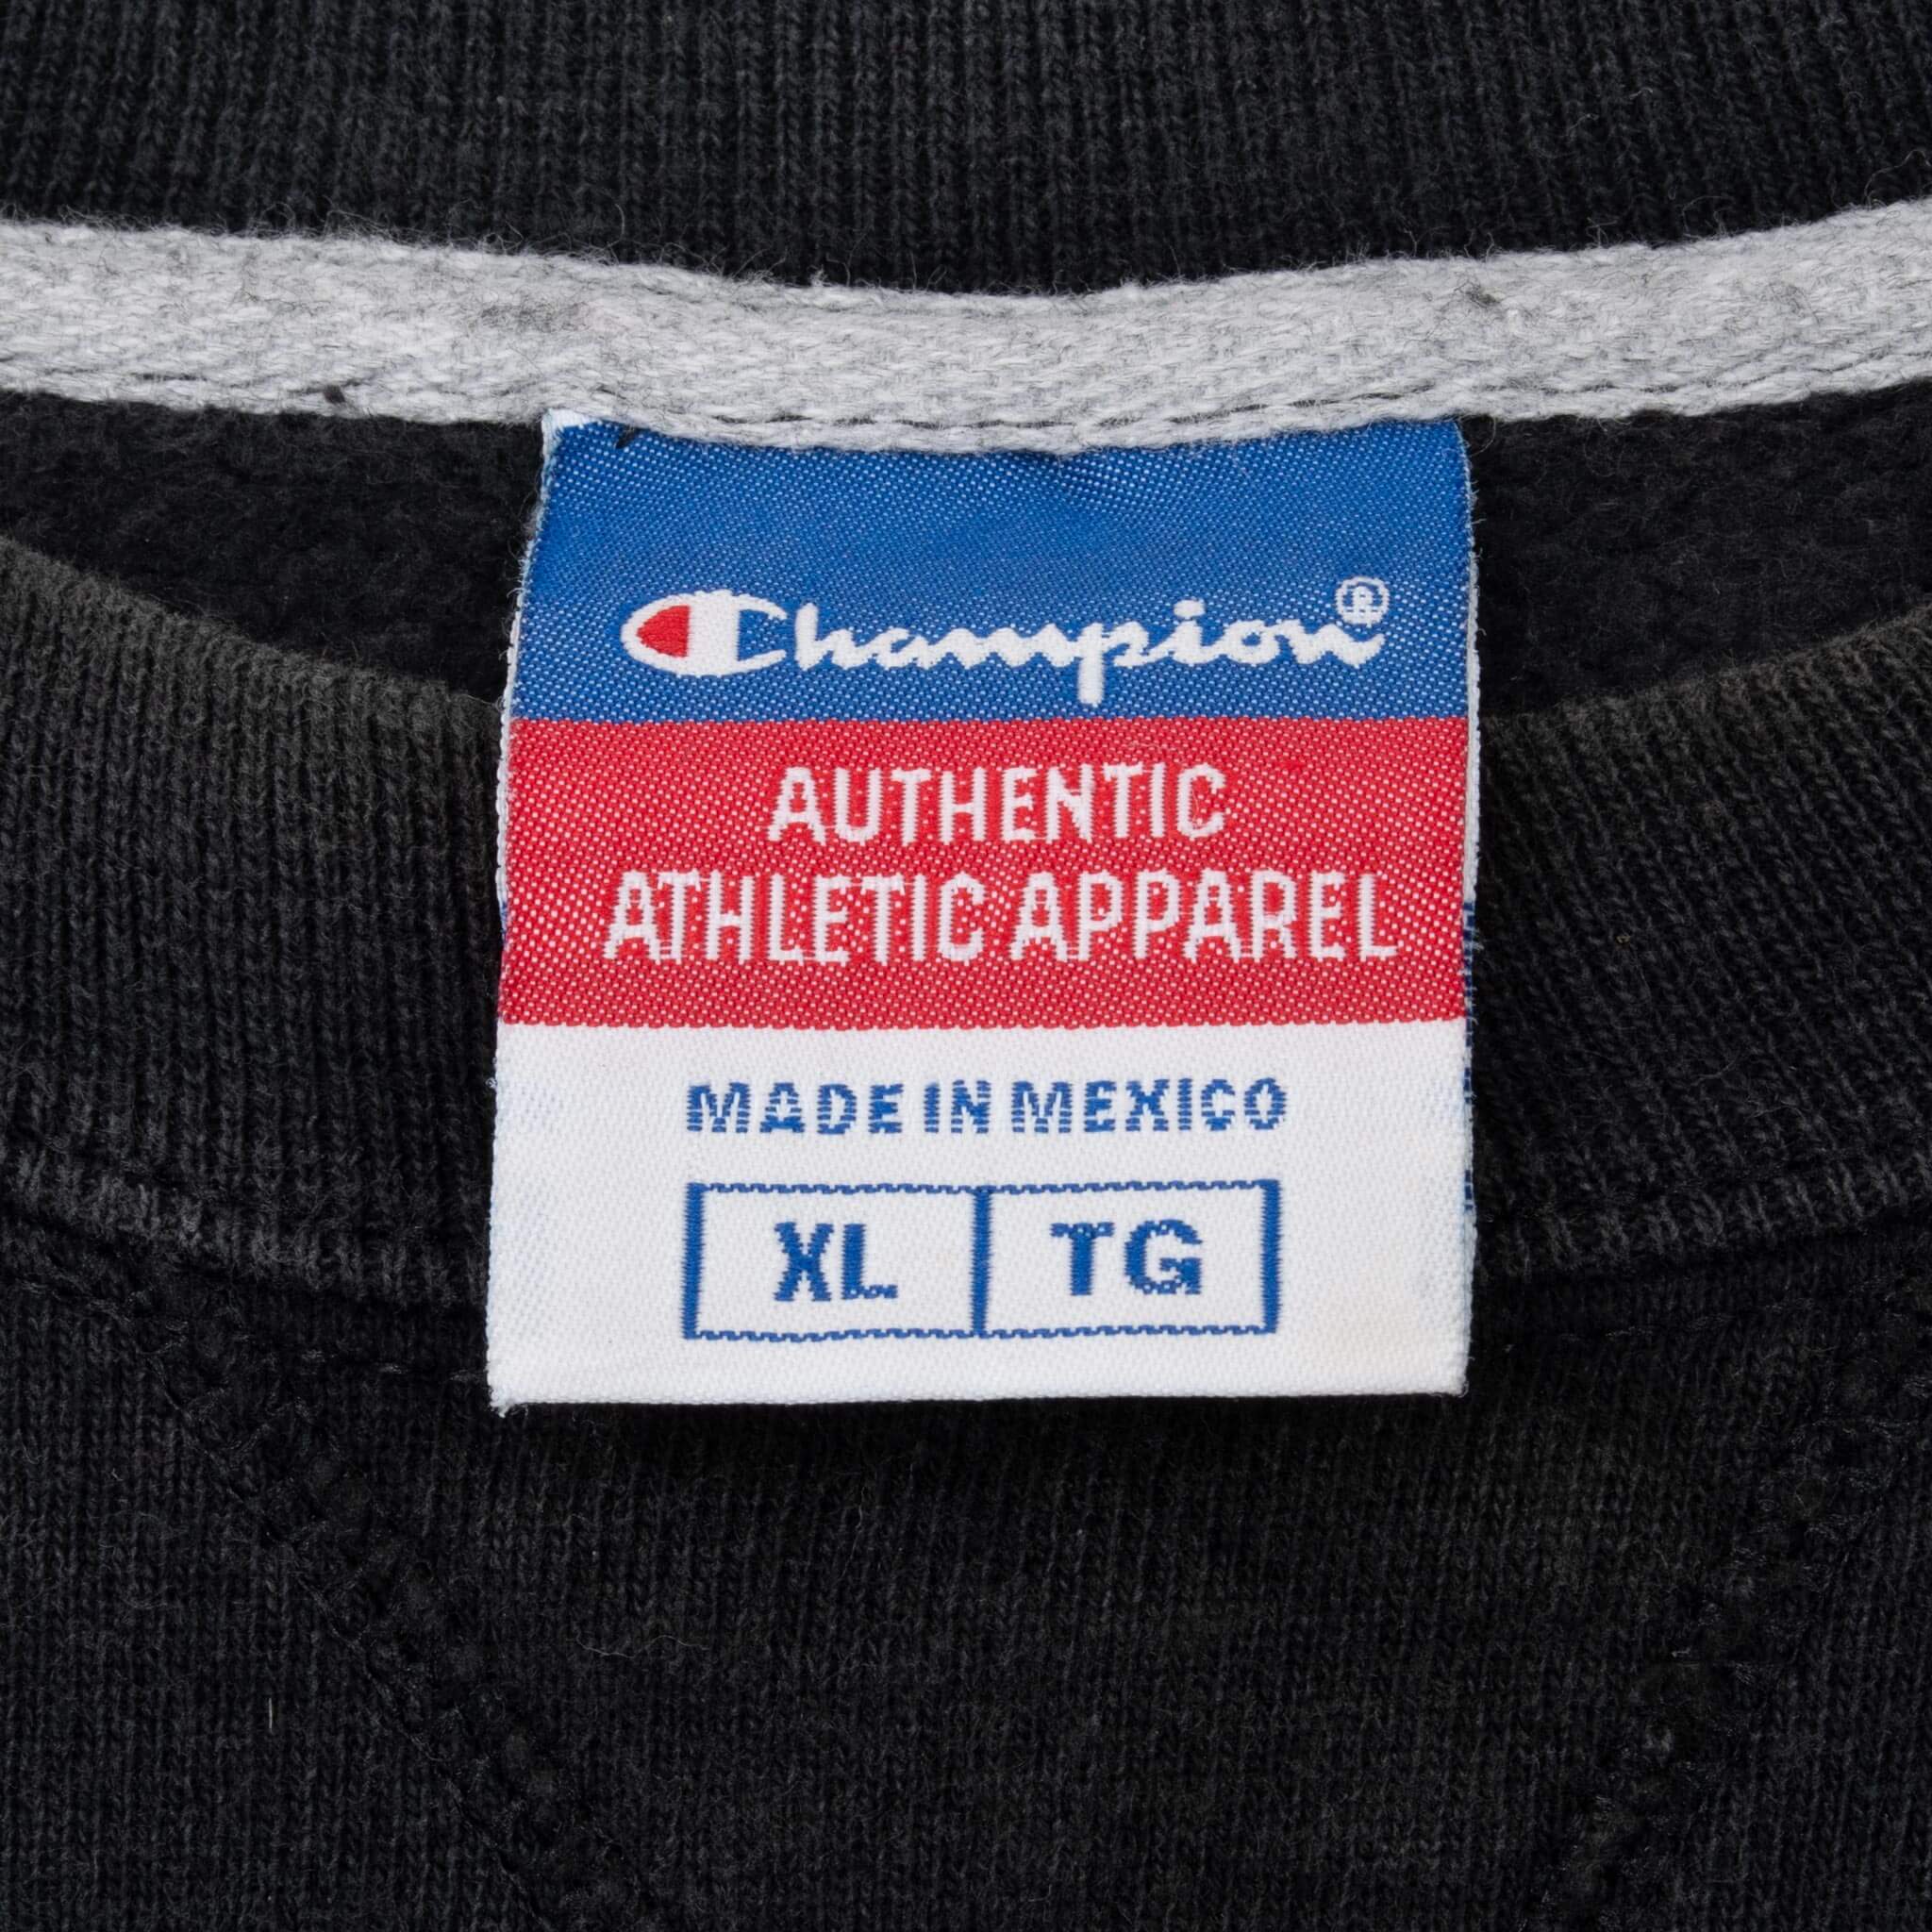 Champion®
AUTHENTIC
ATHLETIC APPAREL
MADE IN MEXICO
XL TG